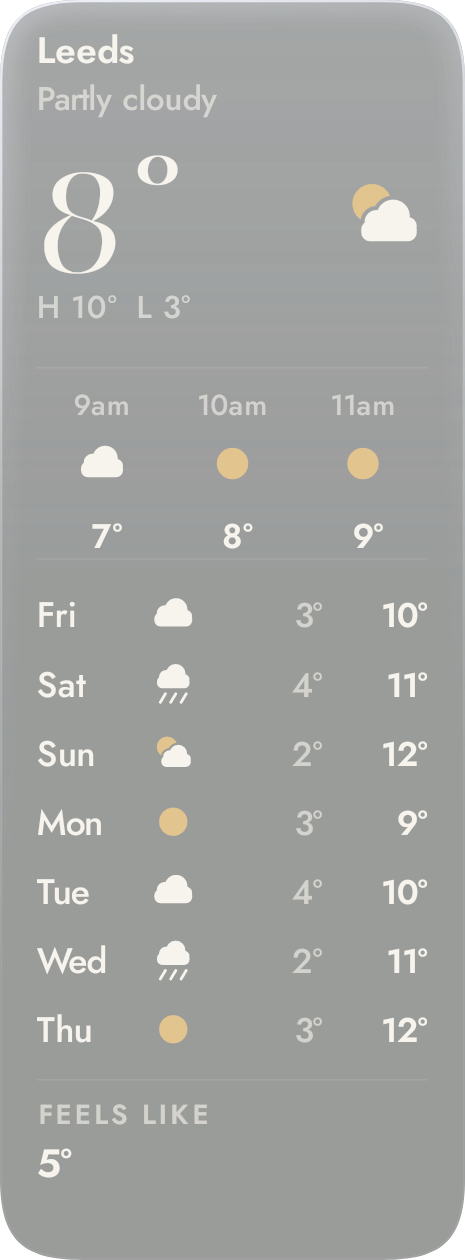 Leeds
Partly cloudy
8°
H 10° L 3°
9am 10am 11am
7° 8° 9°
Fri 3° 10°
Sat 4° 11°
Sun 2° 12°
Mon 3° 9°
Tue 4° 10°
Wed 2° 11°
Thu 3° 12°
FEELS LIKE
5°